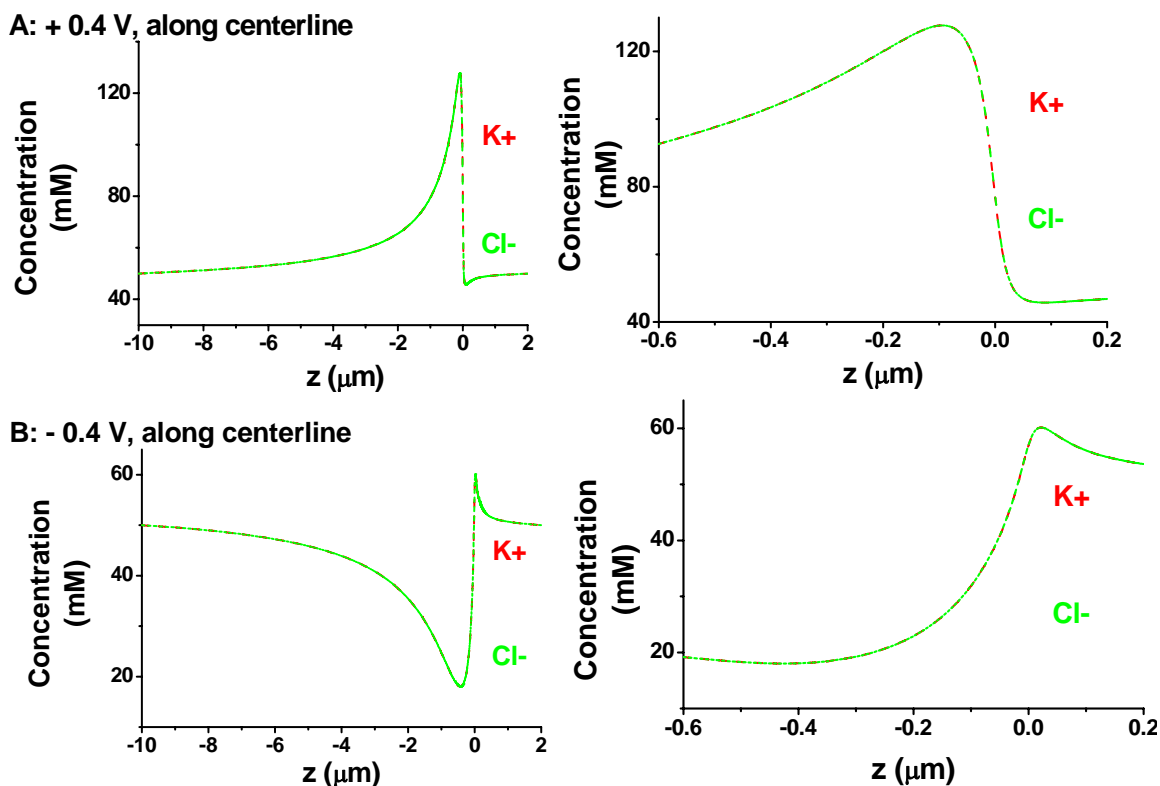 A: + 0.4 V, along centerline
Concentration
(mM)
120
80
40
K+
Cl-
-10 -8 -6 -4 -2 0 2
z (μm)
Concentration
(mM)
120
80
40
K+
Cl-
-0.6 -0.4 -0.2 0.0 0.2
z (μm)
B: - 0.4 V, along centerline
Concentration
(mM)
60
40
20
K+
Cl-
-10 -8 -6 -4 -2 0 2
z (μm)
Concentration
(mM)
60
40
20
K+
Cl-
-0.6 -0.4 -0.2 0.0 0.2
z (μm)